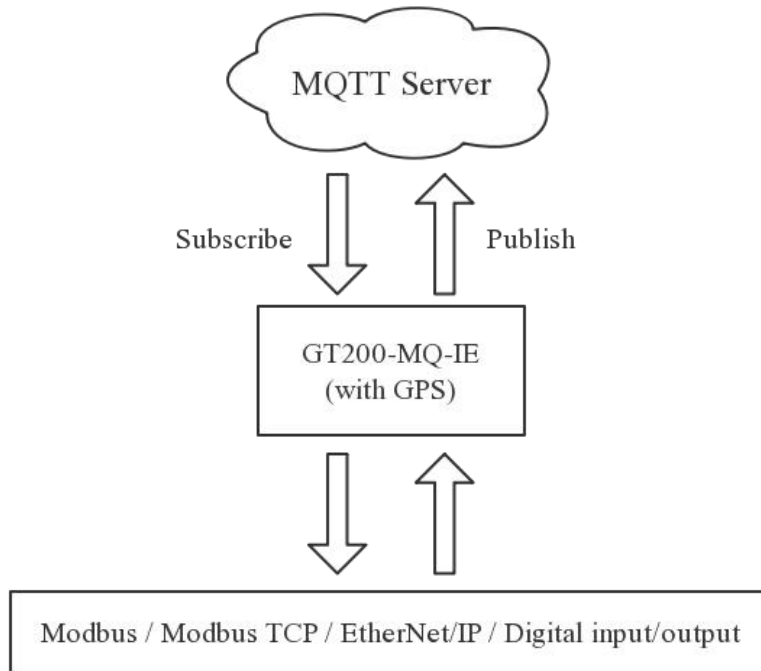 MQTT Server
Subscribe
Publish
GT200-MQ-IE
(with GPS)
Modbus / Modbus TCP / EtherNet/IP / Digital input/output